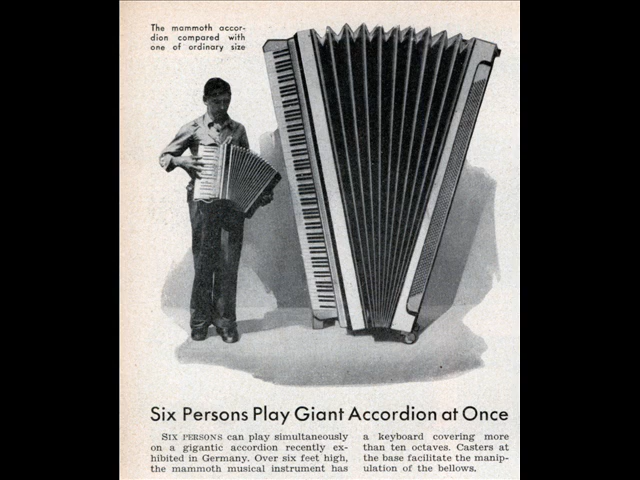 The mammoth accor-
dion compared with
one of ordinary size
Six Persons Play Giant Accordion at Once
SIX PERSONS can play simultaneously
on a gigantic accordion recently ex-
hibited in Germany. Over six feet high,
the mammoth musical instrument has
a keyboard covering more
than ten octaves. Casters at
the base facilitate the manip-
ulation of the bellows.